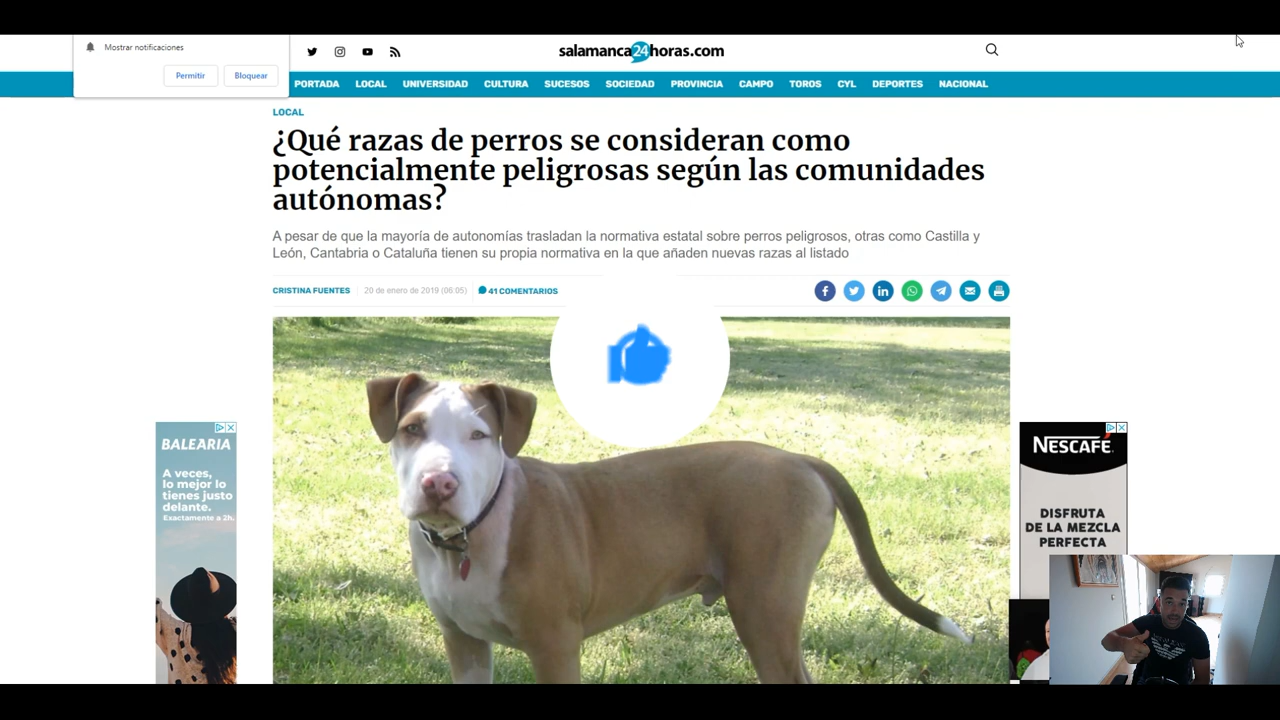 Mostrar notificaciones
Permitir
Bloquear
salamanca24horas.com
PORTADA LOCAL UNIVERSIDAD CULTURA SUCESOS SOCIEDAD PROVINCIA CAMPO TOROS CYL DEPORTES NACIONAL
LOCAL
¿Qué razas de perros se consideran como
potencialmente peligrosas según las comunidades
autónomas?
A pesar de que la mayoría de autonomías trasladan la normativa estatal sobre perros peligrosos, otras como Castilla y
León, Cantabria o Cataluña tienen su propia normativa en la que añaden nuevas razas al listado
CRISTINA FUENTES 20 de enero de 2019 (06:05) 41 COMENTARIOS
BALEARIA
A veces,
lo mejor lo
tienes justo
delante.
Exactamente a 2h.
NESCAFÉ.
DISFRUTA
DE LA MEZCLA
PERFECTA